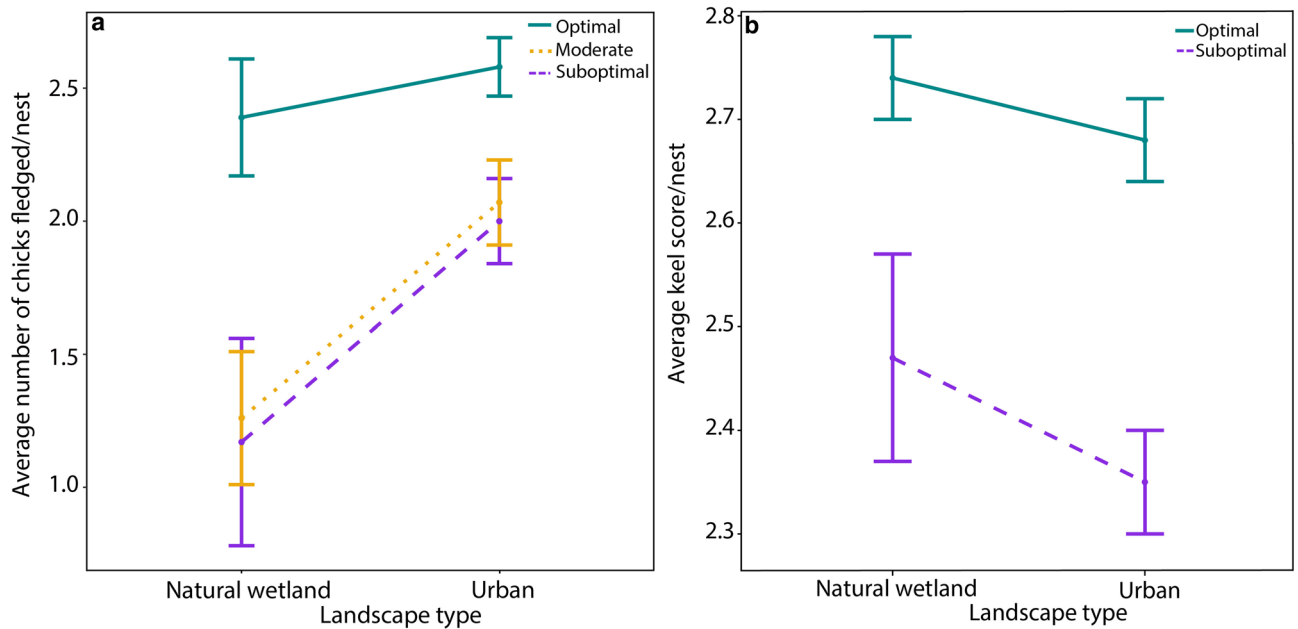 a
Optimal
Moderate
Suboptimal
Average number of chicks fledged/nest
2.5
2.0
1.5
1.0
Natural wetland
Urban
Landscape type
b
Optimal
Suboptimal
Average keel score/nest
2.8
2.7
2.6
2.5
2.4
2.3
Natural wetland
Urban
Landscape type